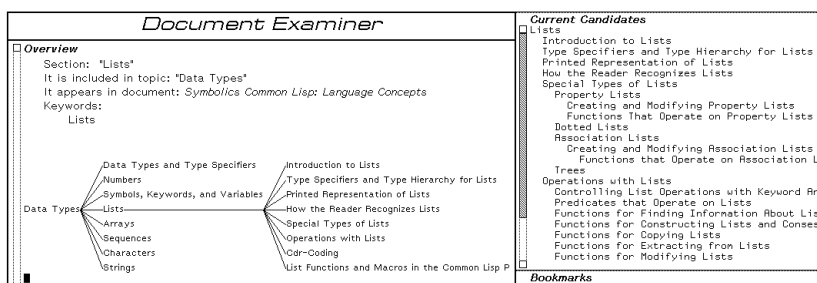 Document Examiner
Overview
Section: "Lists"
It is included in topic: "Data Types"
It appears in document: Symbolics Common Lisp: Language Concepts
Keywords:
Lists
Data Types
Data Types and Type Specifiers
Numbers
Symbols, Keywords, and Variables
Lists
Arrays
Sequences
Characters
Strings
Introduction to Lists
Type Specifiers and Type Hierarchy for Lists
Printed Representation of Lists
How the Reader Recognizes Lists
Special Types of Lists
Operations with Lists
Cdr-Coding
List Functions and Macros in the Common Lisp P
Current Candidates
Lists
Introduction to Lists
Type Specifiers and Type Hierarchy for Lists
Printed Representation of Lists
How the Reader Recognizes Lists
Special Types of Lists
Property Lists
Creating and Modifying Property Lists
Functions That Operate on Property Lists
Dotted Lists
Association Lists
Creating and Modifying Association Lists
Functions that Operate on Association L
Trees
Operations with Lists
Controlling List Operations with Keyword Ar
Predicates that Operate on Lists
Functions for Finding Information About Lis
Functions for Constructing Lists and Conses
Functions for Copying Lists
Functions for Extracting from Lists
Functions for Modifying Lists
Bookmarks